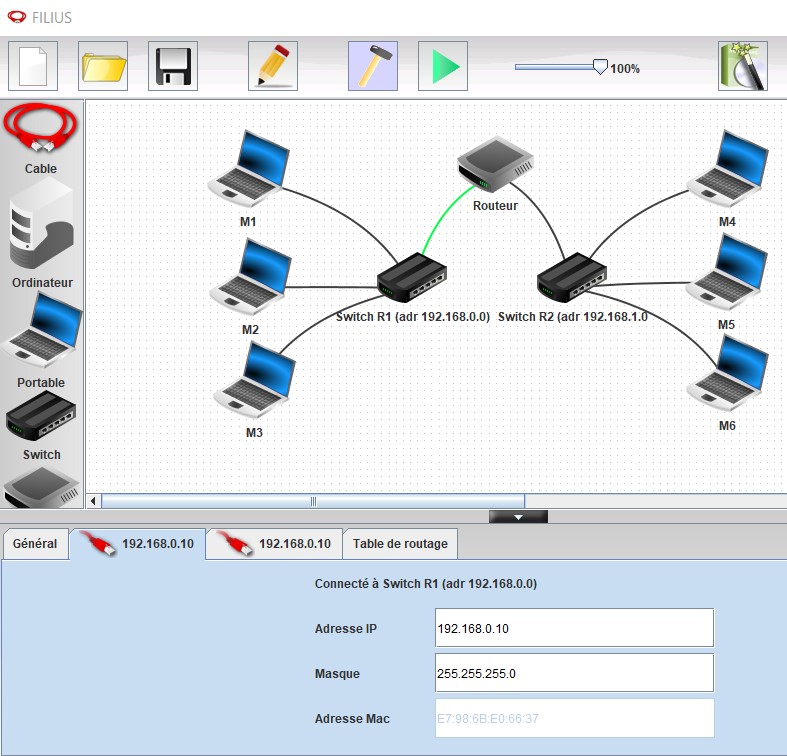 FILIUS
100%
Cable
Ordinateur
Portable
Switch
M1
M2
M3
Routeur
Switch R1 (adr 192.168.0.0)
Switch R2 (adr 192.168.1.0
M4
M5
M6
Général
192.168.0.10
192.168.0.10
Table de routage
Connecté à Switch R1 (adr 192.168.0.0)
Adresse IP
192.168.0.10
Masque
255.255.255.0
Adresse Mac
E7:98:6B:E0:66:37